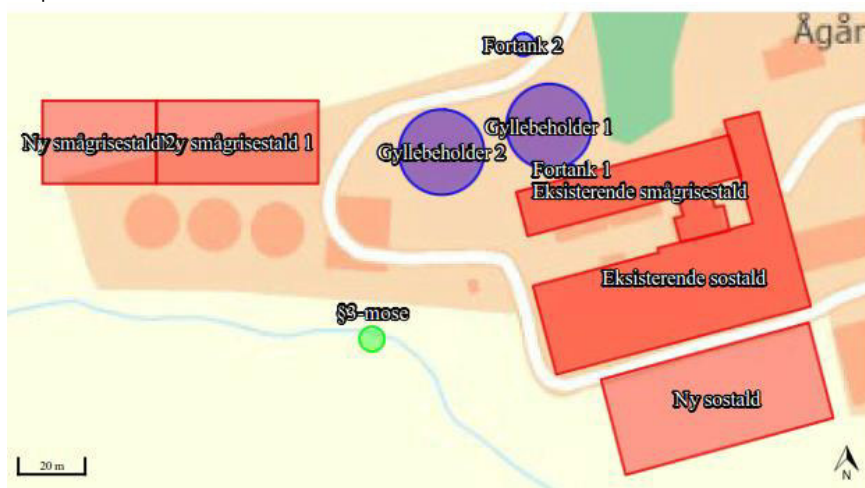 Ågår
Fortank 2
Gyllebeholder 1
Ny smågrisestald 2
Ny smågrisestald 1
Gyllebeholder 2
Fortank 1
Eksisterende smågrisestald
Eksisterende sostald
§3-mose
Ny sostald
20 m
N